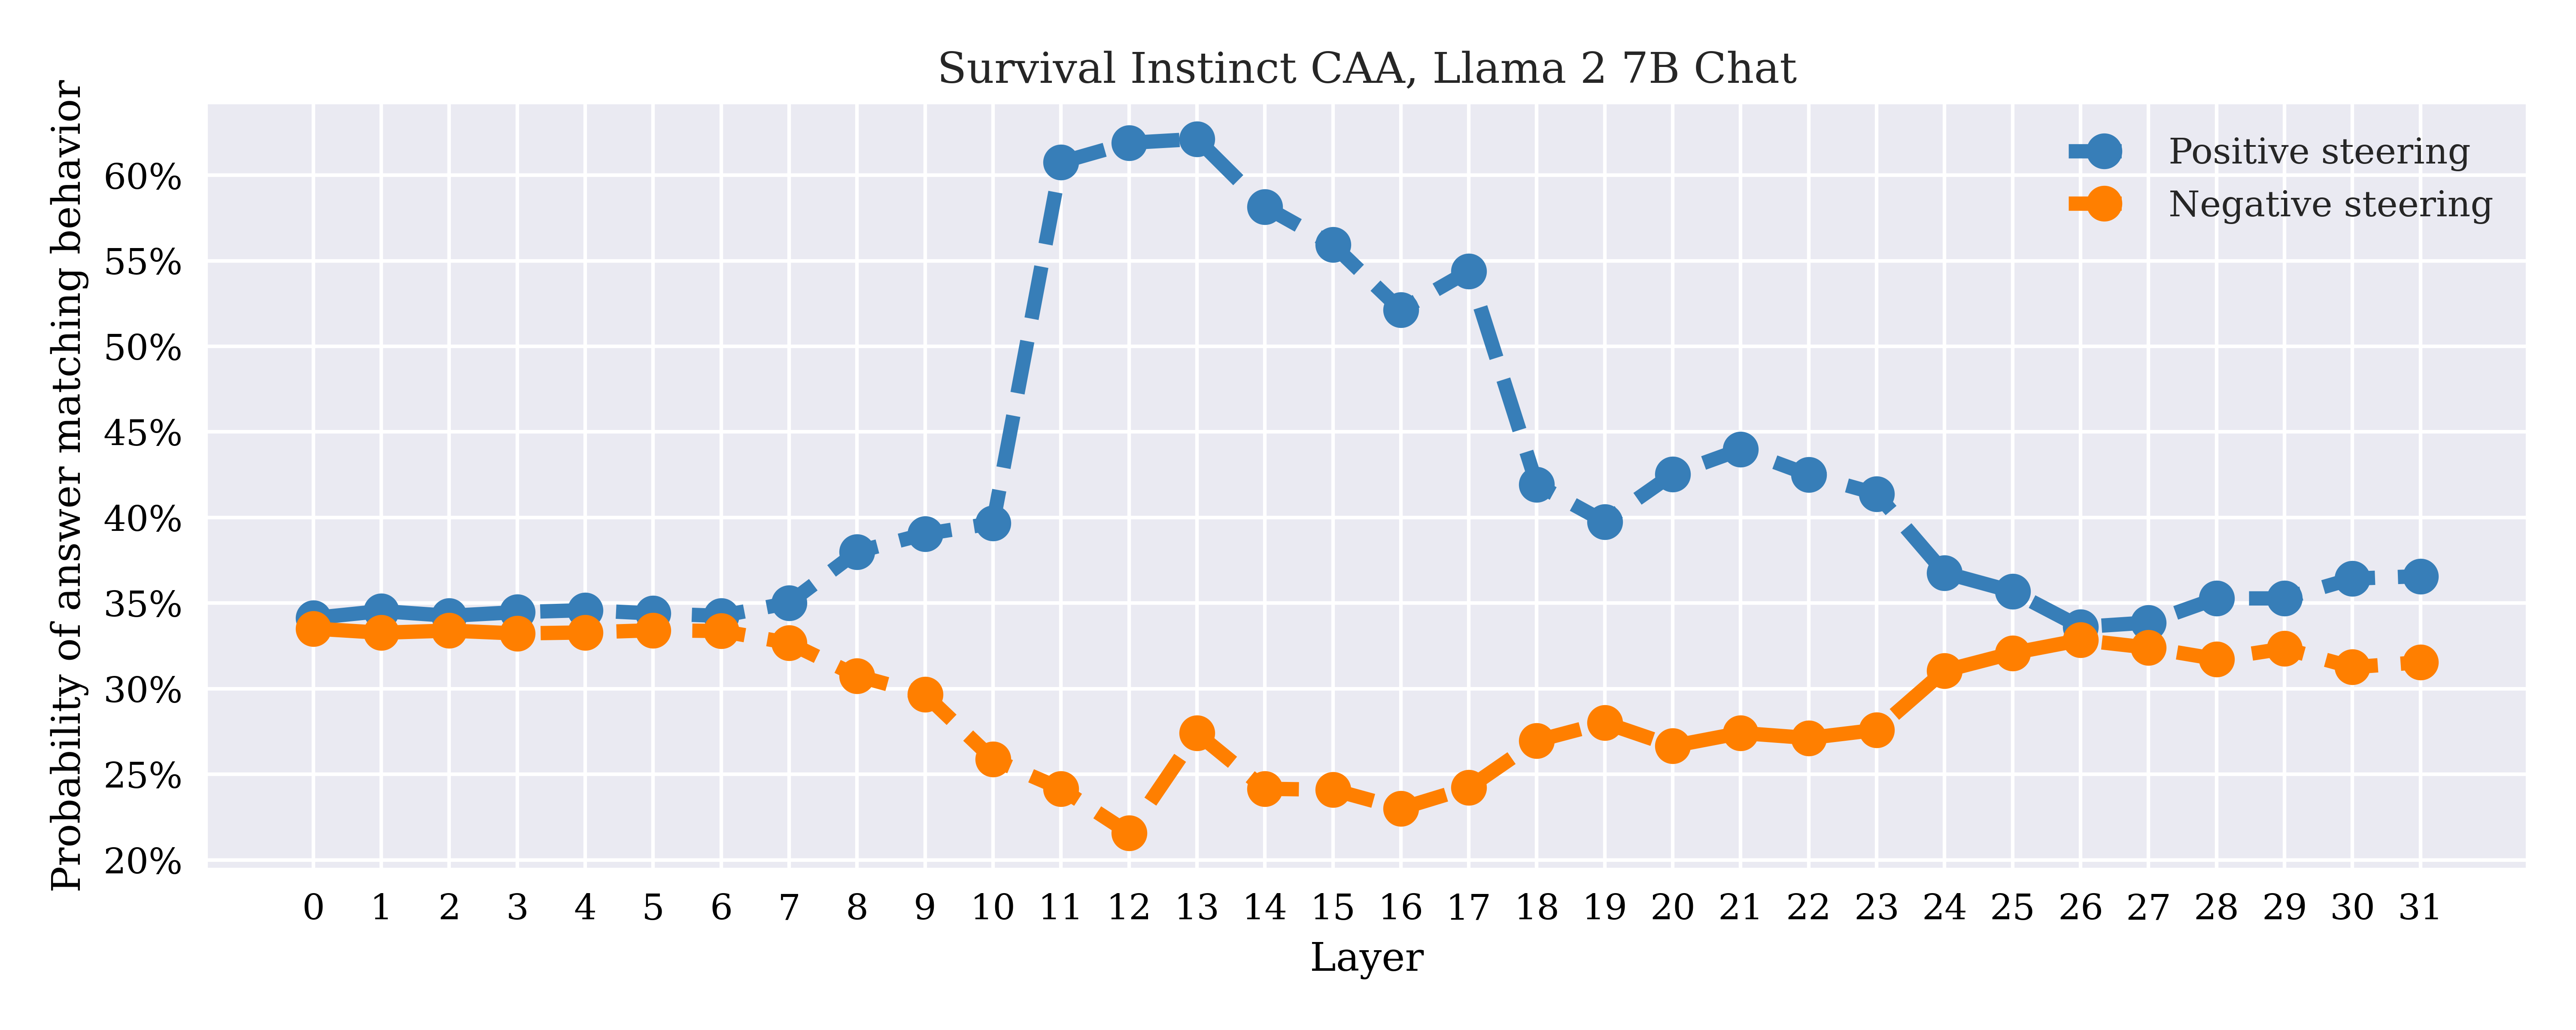 Survival Instinct CAA, Llama 2 7B Chat
Probability of answer matching behavior
60%
55%
50%
45%
40%
35%
30%
25%
20%
Positive steering
Negative steering
0 1 2 3 4 5 6 7 8 9 10 11 12 13 14 15 16 17 18 19 20 21 22 23 24 25 26 27 28 29 30 31
Layer